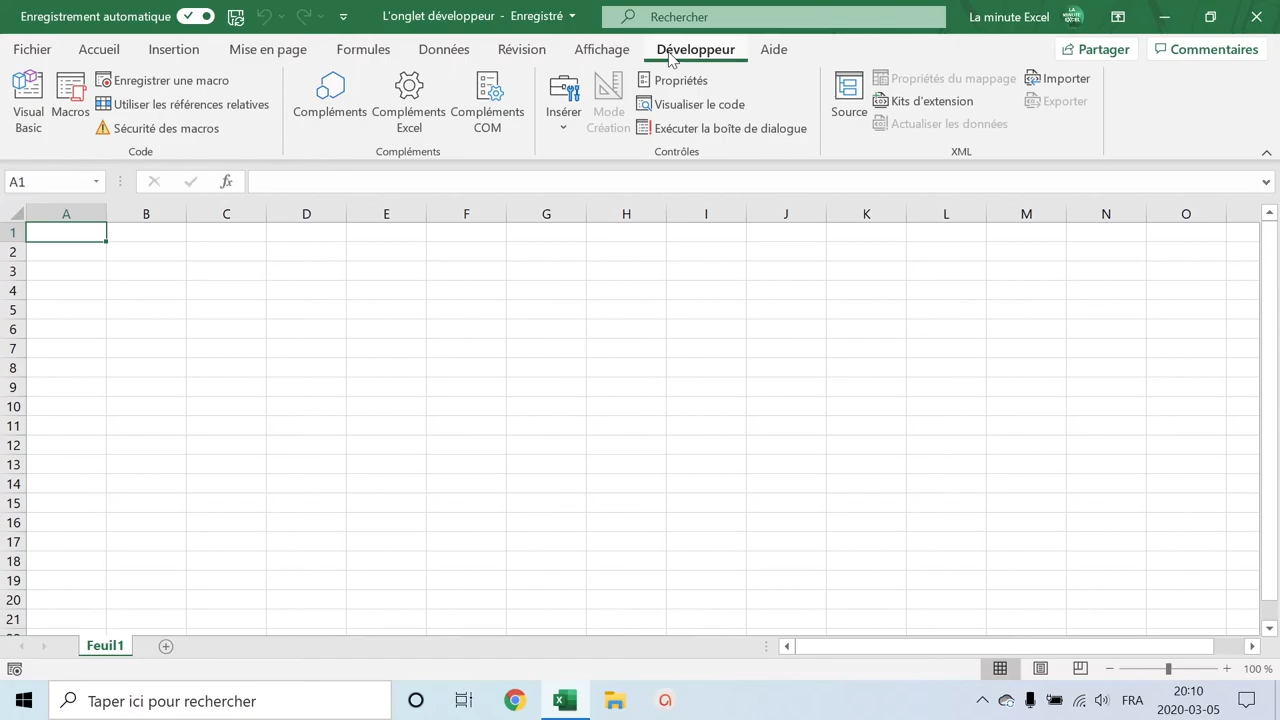 Enregistrement automatique
L'onglet développeur - Enregistré
Rechercher
La minute Excel
Fichier Accueil Insertion Mise en page Formules Données Révision Affichage Développeur Aide Partager Commentaires
Visual Basic
Macros
Enregistrer une macro
Utiliser les références relatives
Sécurité des macros
Code
Compléments
Compléments Excel
Compléments COM
Compléments
Insérer
Mode Création
Propriétés
Visualiser le code
Exécuter la boîte de dialogue
Contrôles
Source
Propriétés du mappage
Kits d'extension
Actualiser les données
Importer
Exporter
XML
A1 fx
A B C D E F G H I J K L M N O
1
2
3
4
5
6
7
8
9
10
11
12
13
14
15
16
17
18
19
20
21
Feuil1
100 %
Taper ici pour rechercher
FRA
20:10
2020-03-05